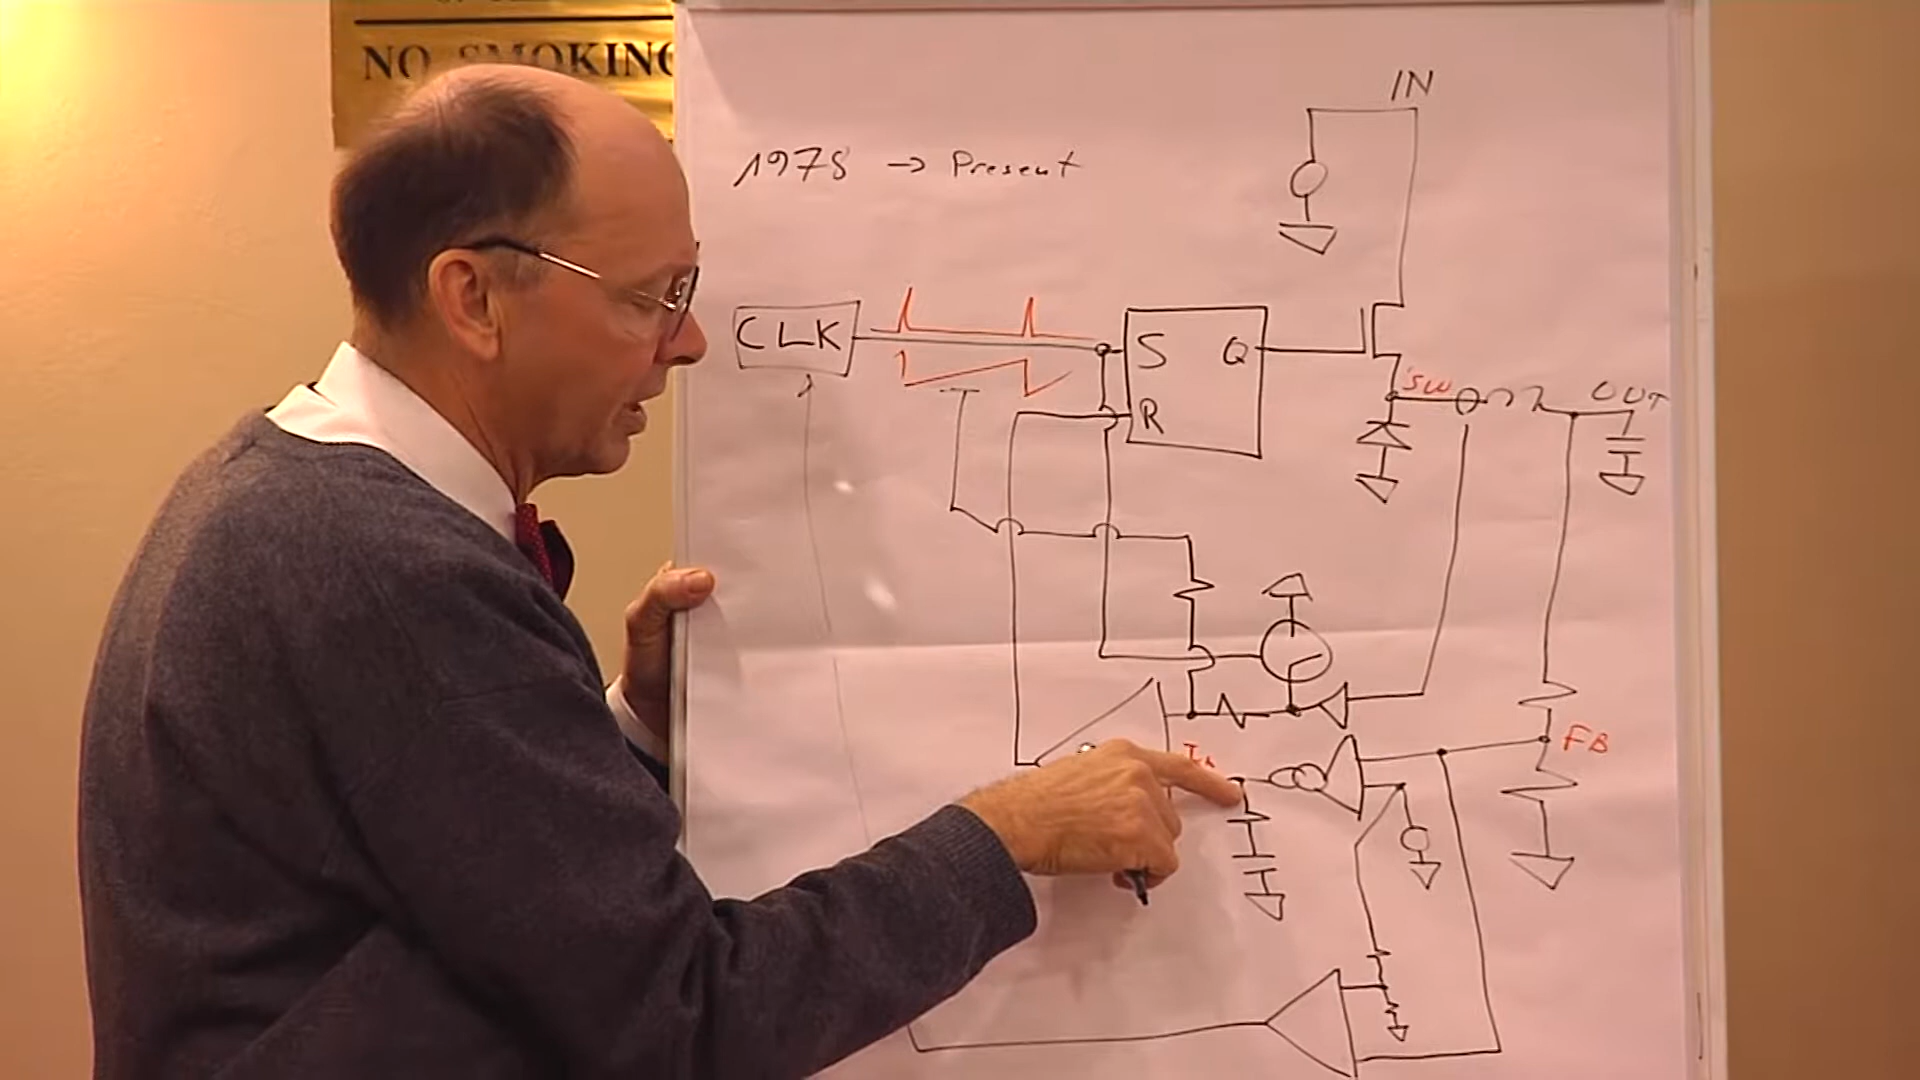 NO SMOKING
IN
1978 → Present
CLK
S Q
R
SW
OUT
FB